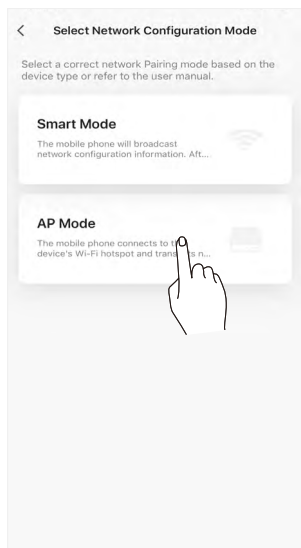 Select Network Configuration Mode
Select a correct network Pairing mode based on the
device type or refer to the user manual.
Smart Mode
The mobile phone will broadcast
network configuration information. Aft...
AP Mode
The mobile phone connects to
device's Wi-Fi hotspot and n...